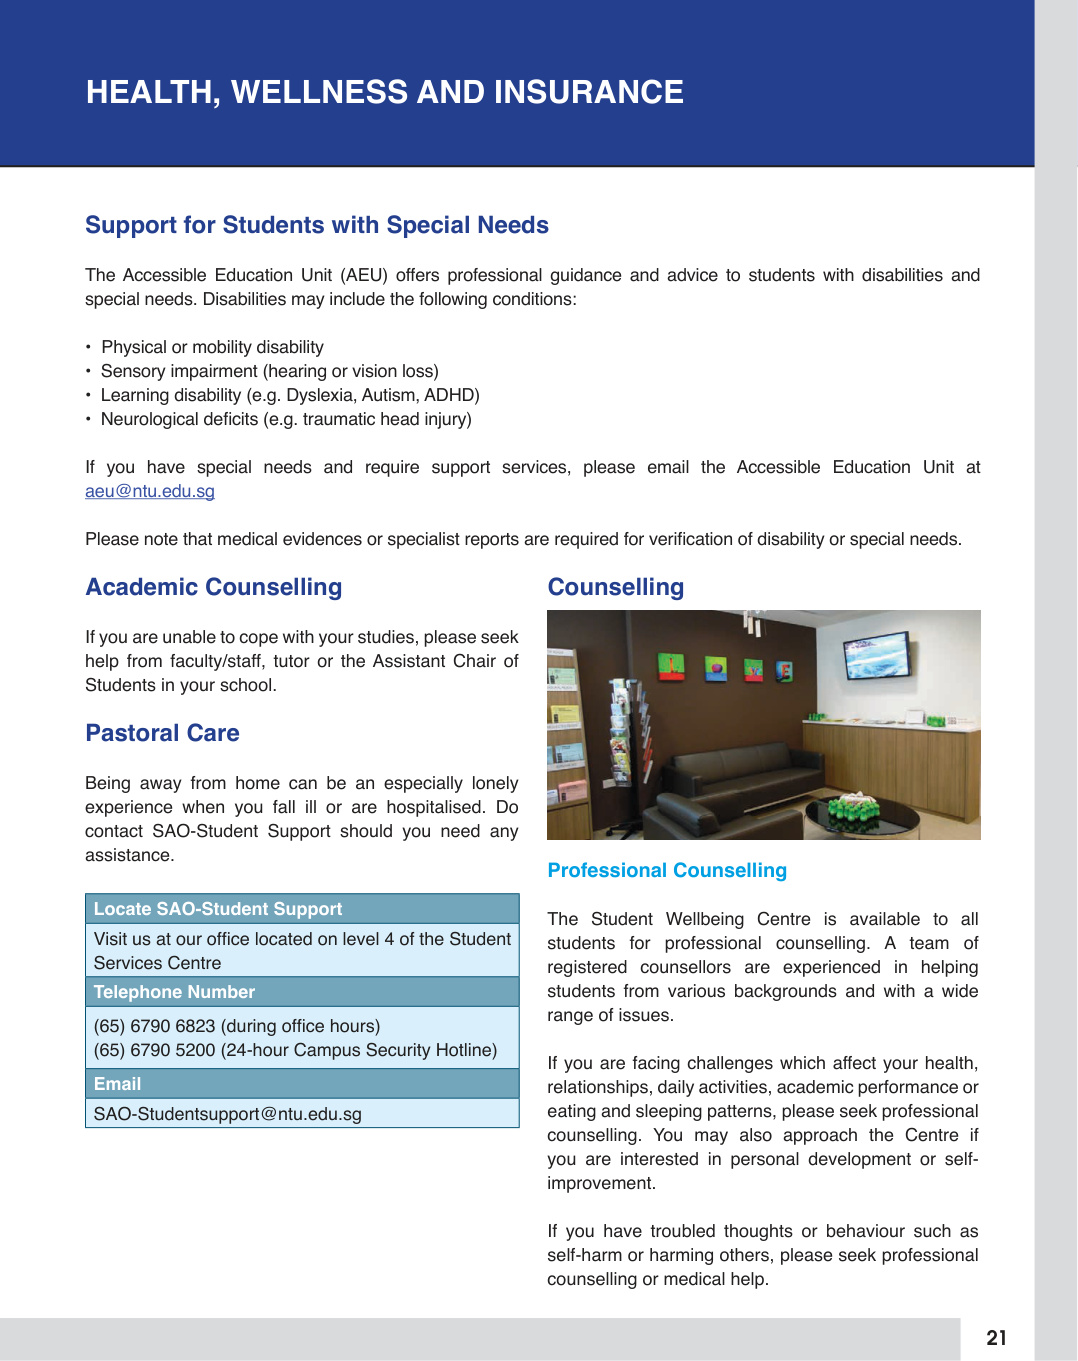 HEALTH, WELLNESS AND INSURANCE
Support for Students with Special Needs
The Accessible Education Unit (AEU) offers professional guidance and advice to students with disabilities and
special needs. Disabilities may include the following conditions:
• Physical or mobility disability
• Sensory impairment (hearing or vision loss)
• Learning disability (e.g. Dyslexia, Autism, ADHD)
• Neurological deficits (e.g. traumatic head injury)
If you have special needs and require support services, please email the Accessible Education Unit at
aeu@ntu.edu.sg
Please note that medical evidences or specialist reports are required for verification of disability or special needs.
Academic Counselling
If you are unable to cope with your studies, please seek
help from faculty/staff, tutor or the Assistant Chair of
Students in your school.
Pastoral Care
Being away from home can be an especially lonely
experience when you fall ill or are hospitalised. Do
contact SAO-Student Support should you need any
assistance.
Locate SAO-Student Support
Visit us at our office located on level 4 of the Student
Services Centre
Telephone Number
(65) 6790 6823 (during office hours)
(65) 6790 5200 (24-hour Campus Security Hotline)
Email
SAO-Studentsupport@ntu.edu.sg
Counselling
Professional Counselling
The Student Wellbeing Centre is available to all
students for professional counselling. A team of
registered counsellors are experienced in helping
students from various backgrounds and with a wide
range of issues.
If you are facing challenges which affect your health,
relationships, daily activities, academic performance or
eating and sleeping patterns, please seek professional
counselling. You may also approach the Centre if
you are interested in personal development or self-
improvement.
If you have troubled thoughts or behaviour such as
self-harm or harming others, please seek professional
counselling or medical help.
21